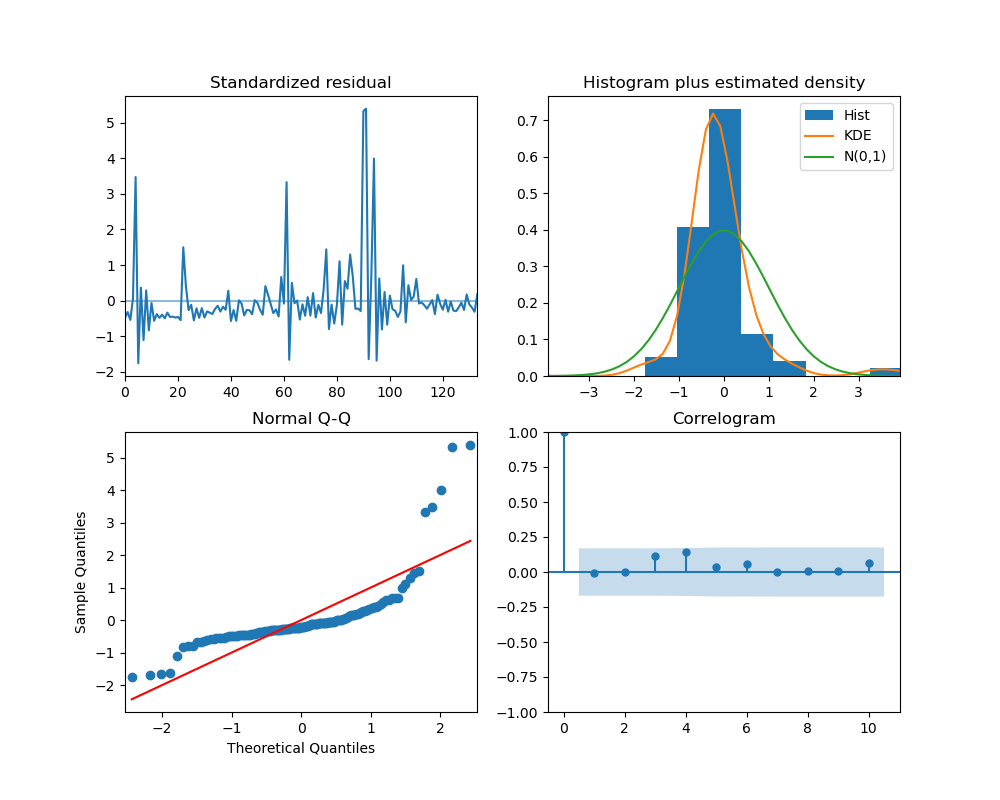 Standardized residual
5
4
3
2
1
0
−1
−2
0 20 40 60 80 100 120
Histogram plus estimated density
Hist
KDE
N(0,1)
0.7
0.6
0.5
0.4
0.3
0.2
0.1
0.0
−3 −2 −1 0 1 2 3
Normal Q-Q
Sample Quantiles
5
4
3
2
1
0
−1
−2
−2 −1 0 1 2
Theoretical Quantiles
Correlogram
1.00
0.75
0.50
0.25
0.00
−0.25
−0.50
−0.75
−1.00
0 2 4 6 8 10